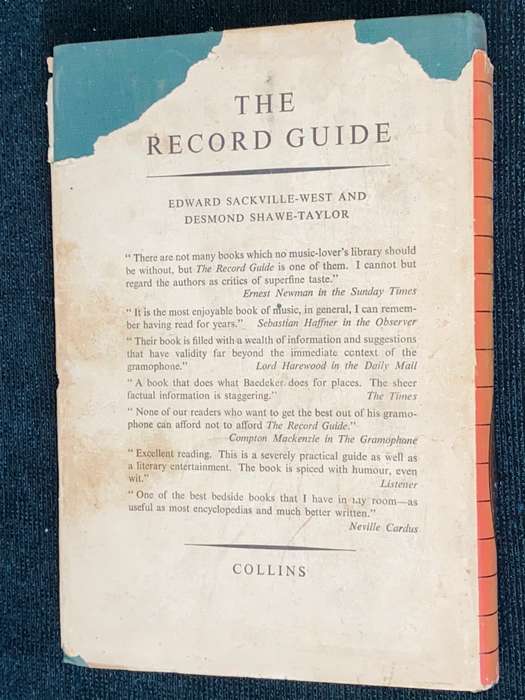 THE
RECORD GUIDE
EDWARD SACKVILLE-WEST AND
DESMOND SHAWE-TAYLOR
" There are not many books which no music-lover's library should
be without, but The Record Guide is one of them. I cannot but
regard the authors as critics of superfine taste."
Ernest Newman in the Sunday Times
" It is the most enjoyable book of music, in general, I can remem-
ber having read for years." Sebastian Haffner in the Observer
" Their book is filled with a wealth of information and suggestions
that have validity far beyond the immediate context of the
gramophone." Lord Harewood in the Daily Mail
" A book that does what Baedeker does for places. The sheer
factual information is staggering." The Times
" None of our readers who want to get the best out of his gramo-
phone can afford not to afford The Record Guide."
Compton Mackenzie in The Gramophone
" Excellent reading. This is a severely practical guide as well as
a literary entertainment. The book is spiced with humour, even
wit." Listener
" One of the best bedside books that I have in my room—as
useful as most encyclopedias and much better written."
Neville Cardus
COLLINS